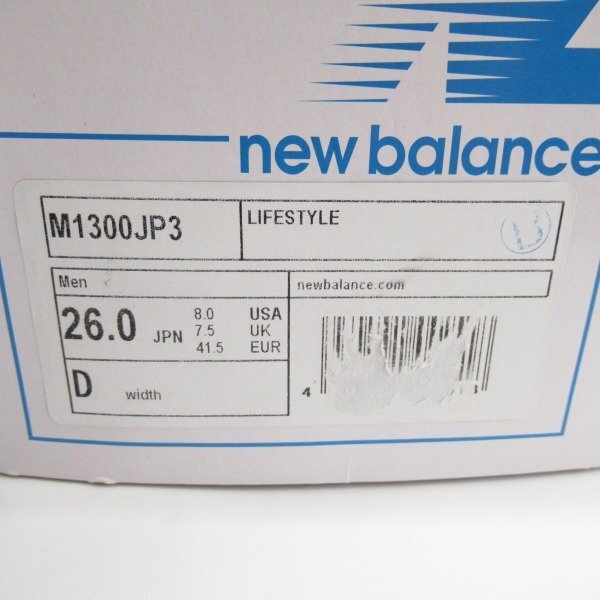 new balance
M1300JP3
LIFESTYLE
Men
newbalance.com
26.0 JPN
8.0 USA
7.5 UK
41.5 EUR
D width
4